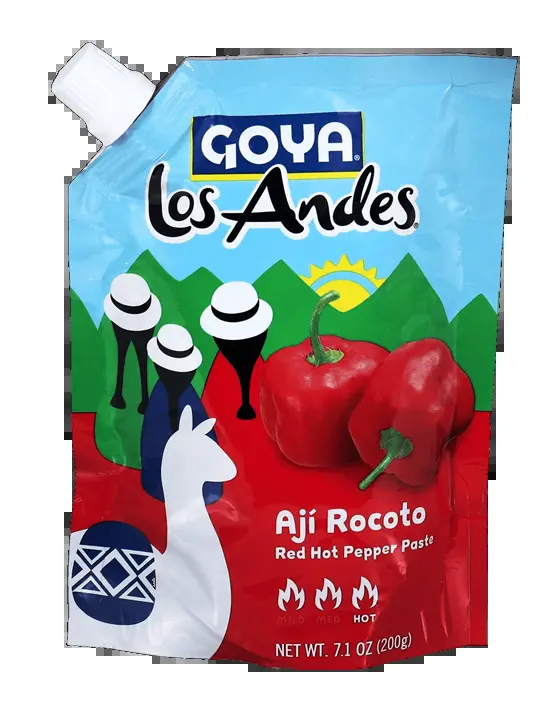 GOYA®
Los Andes®
Ají Rocoto
Red Hot Pepper Paste
MILD MED HOT
NET WT. 7.1 OZ (200g)